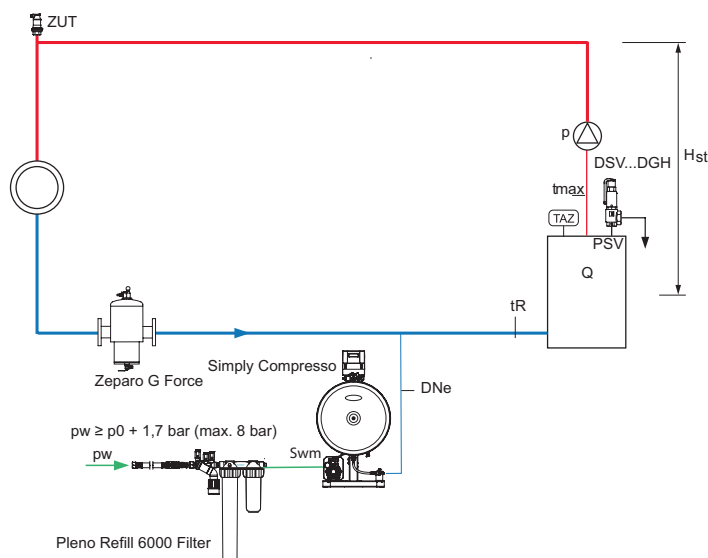 ZUT
p
Hst
DSV...DGH
tmax
TAZ
PSV
Q
tR
Zeparo G Force
Simply Compresso
DNe
pw ≥ p0 + 1,7 bar (max. 8 bar)
pw
Swm
Pleno Refill 6000 Filter